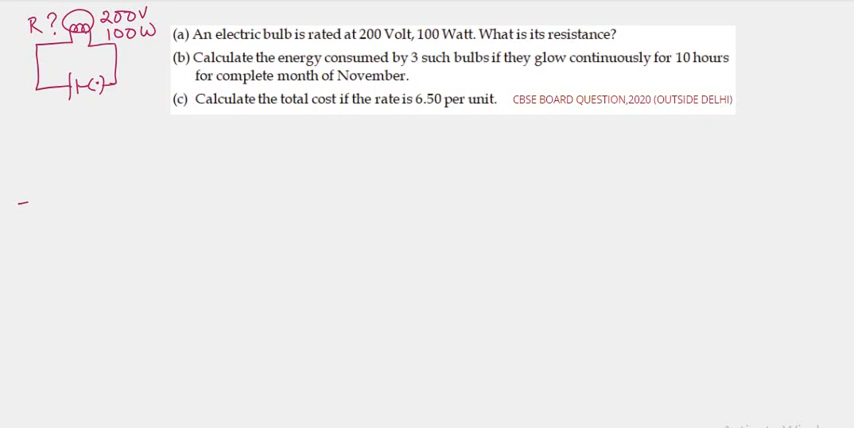 R? 200V
100W
(a) An electric bulb is rated at 200 Volt, 100 Watt. What is its resistance?
(b) Calculate the energy consumed by 3 such bulbs if they glow continuously for 10 hours
for complete month of November.
(c) Calculate the total cost if the rate is 6.50 per unit. CBSE BOARD QUESTION,2020 (OUTSIDE DELHI)